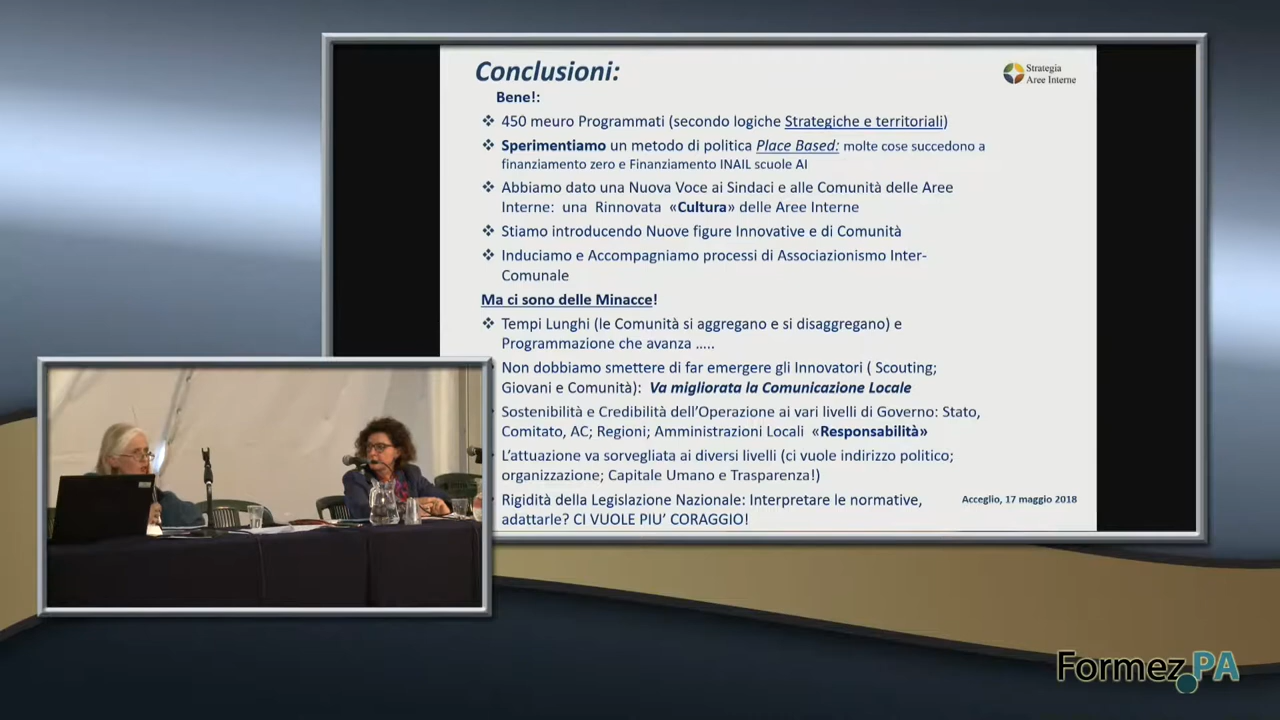 Conclusioni:
Strategia
Aree Interne
Bene!:
450 meuro Programmati (secondo logiche Strategiche e territoriali)
Sperimentiamo un metodo di politica Place Based: molte cose succedono a
finanziamento zero e Finanziamento INAIL scuole AI
Abbiamo dato una Nuova Voce ai Sindaci e alle Comunità delle Aree
Interne: una Rinnovata «Cultura» delle Aree Interne
Stiamo introducendo Nuove figure Innovative e di Comunità
Induciamo e Accompagniamo processi di Associazionismo Inter-
Comunale
Ma ci sono delle Minacce!
Tempi Lunghi (le Comunità si aggregano e si disaggregano) e
Programmazione che avanza .....
Non dobbiamo smettere di far emergere gli Innovatori ( Scouting;
Giovani e Comunità): Va migliorata la Comunicazione Locale
Sostenibilità e Credibilità dell'Operazione ai vari livelli di Governo: Stato,
Comitato, AC; Regioni; Amministrazioni Locali «Responsabilità»
L'attuazione va sorvegliata ai diversi livelli (ci vuole indirizzo politico;
organizzazione; Capitale Umano e Trasparenza!)
Rigidità della Legislazione Nazionale: Interpretare le normative,
adattarle? CI VUOLE PIU' CORAGGIO!
Acceglio, 17 maggio 2018
Formez.PA